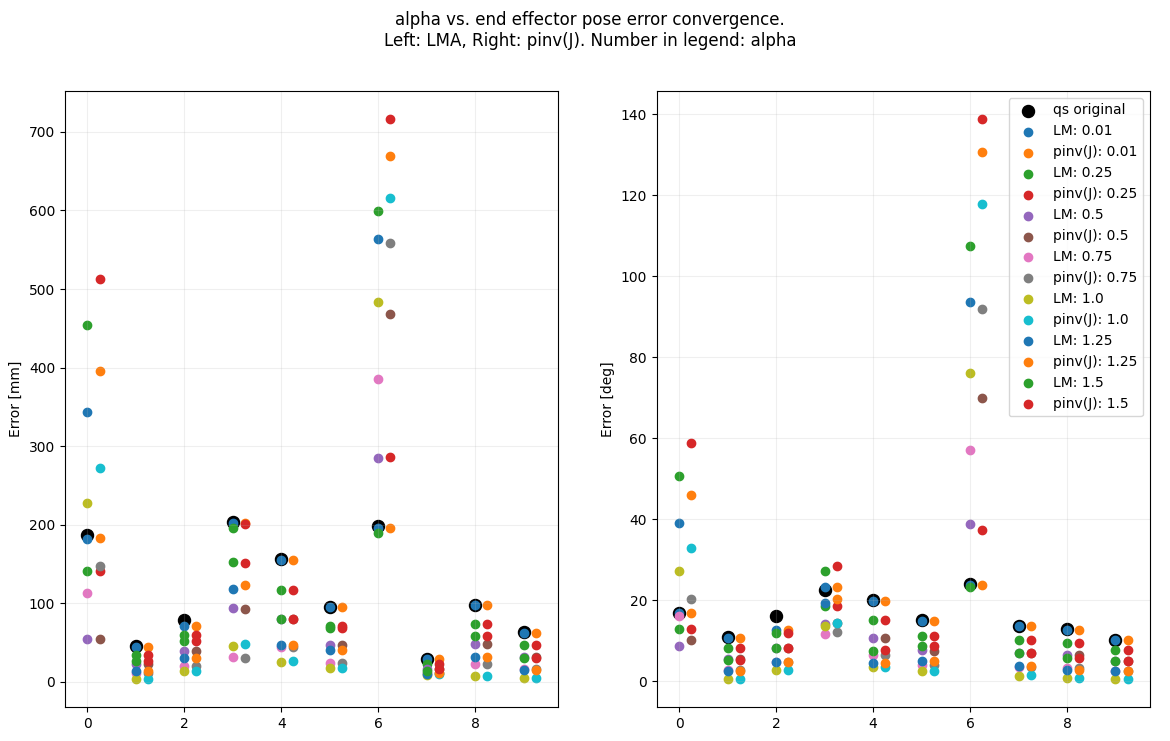 alpha vs. end effector pose error convergence.
Left: LMA, Right: pinv(J). Number in legend: alpha
Error [mm]
700
600
500
400
300
200
100
0
0
2
4
6
8
Error [deg]
140
120
100
80
60
40
20
0
0
2
4
6
8
qs original
LM: 0.01
pinv(J): 0.01
LM: 0.25
pinv(J): 0.25
LM: 0.5
pinv(J): 0.5
LM: 0.75
pinv(J): 0.75
LM: 1.0
pinv(J): 1.0
LM: 1.25
pinv(J): 1.25
LM: 1.5
pinv(J): 1.5